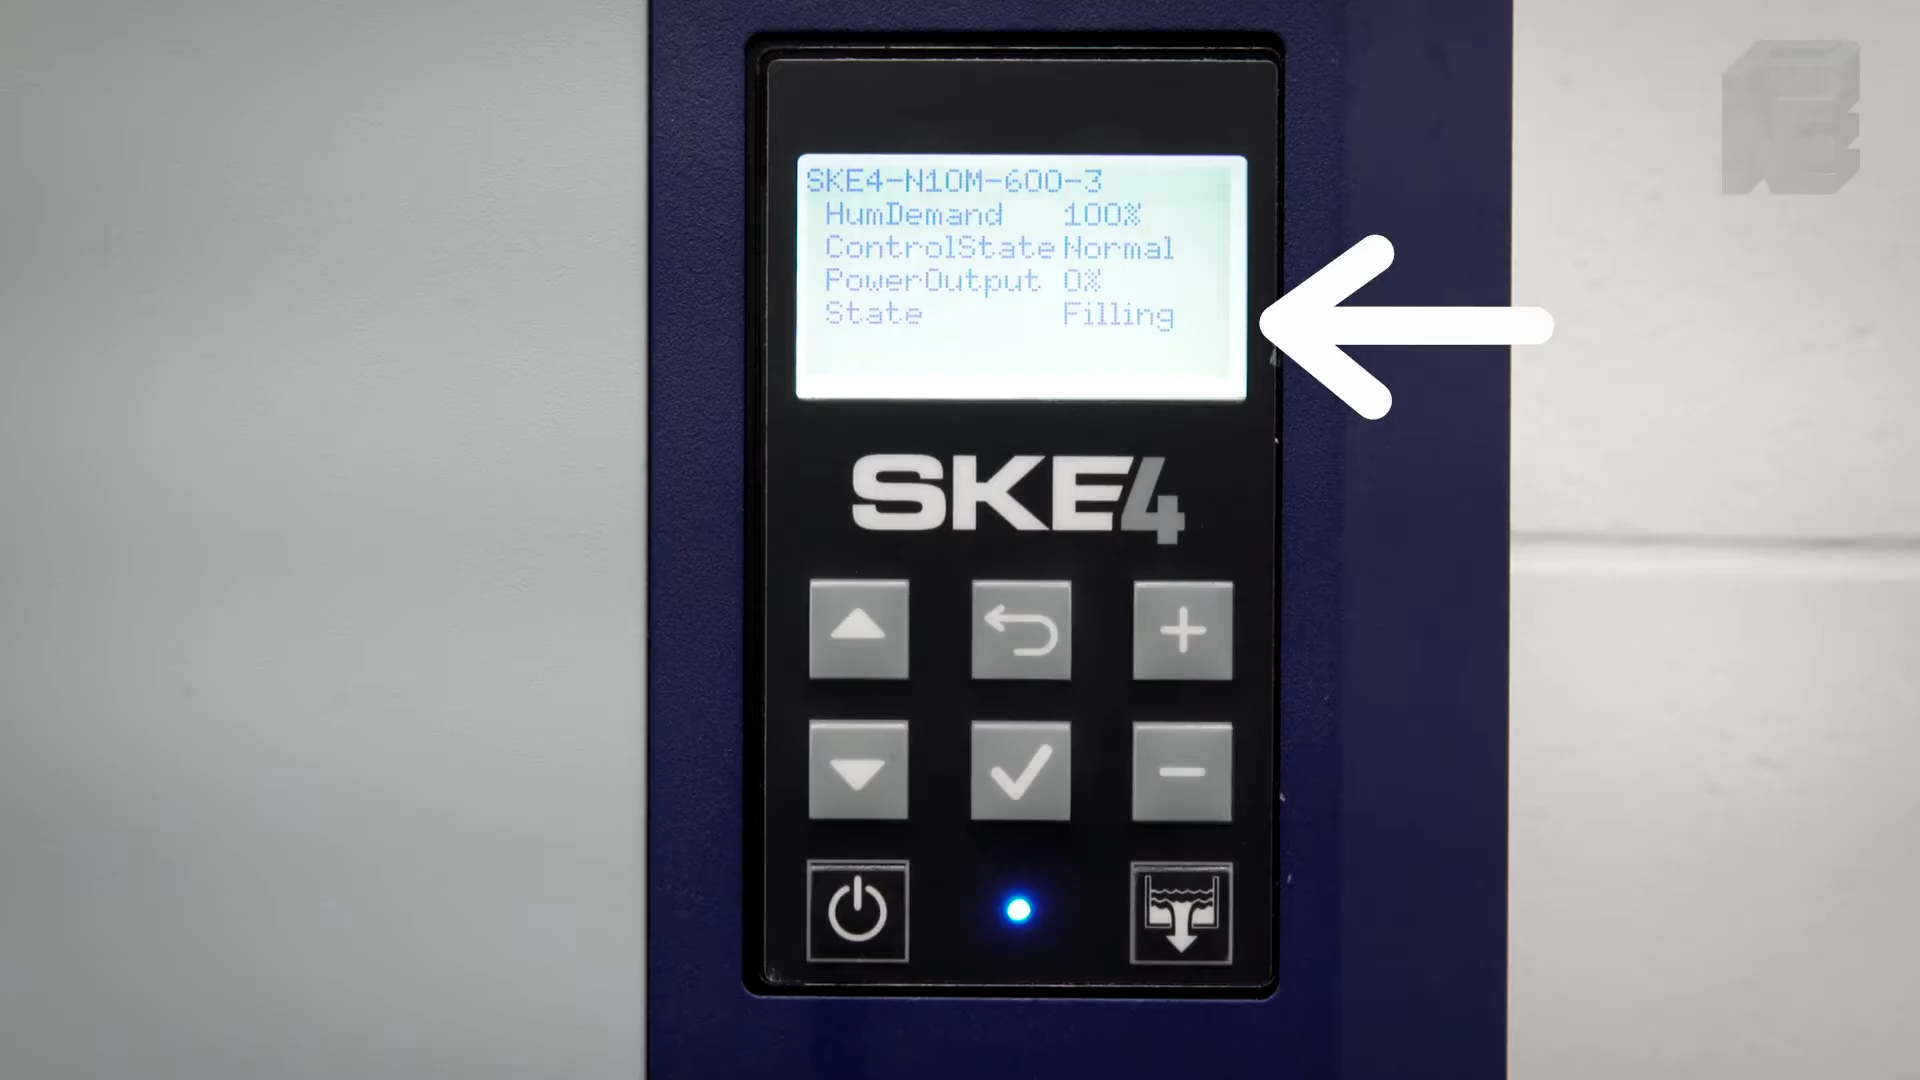 SKE4-N10M-600-3
HumDemand 100%
ControlState Normal
PowerOutput 0%
State Filling
SKE4